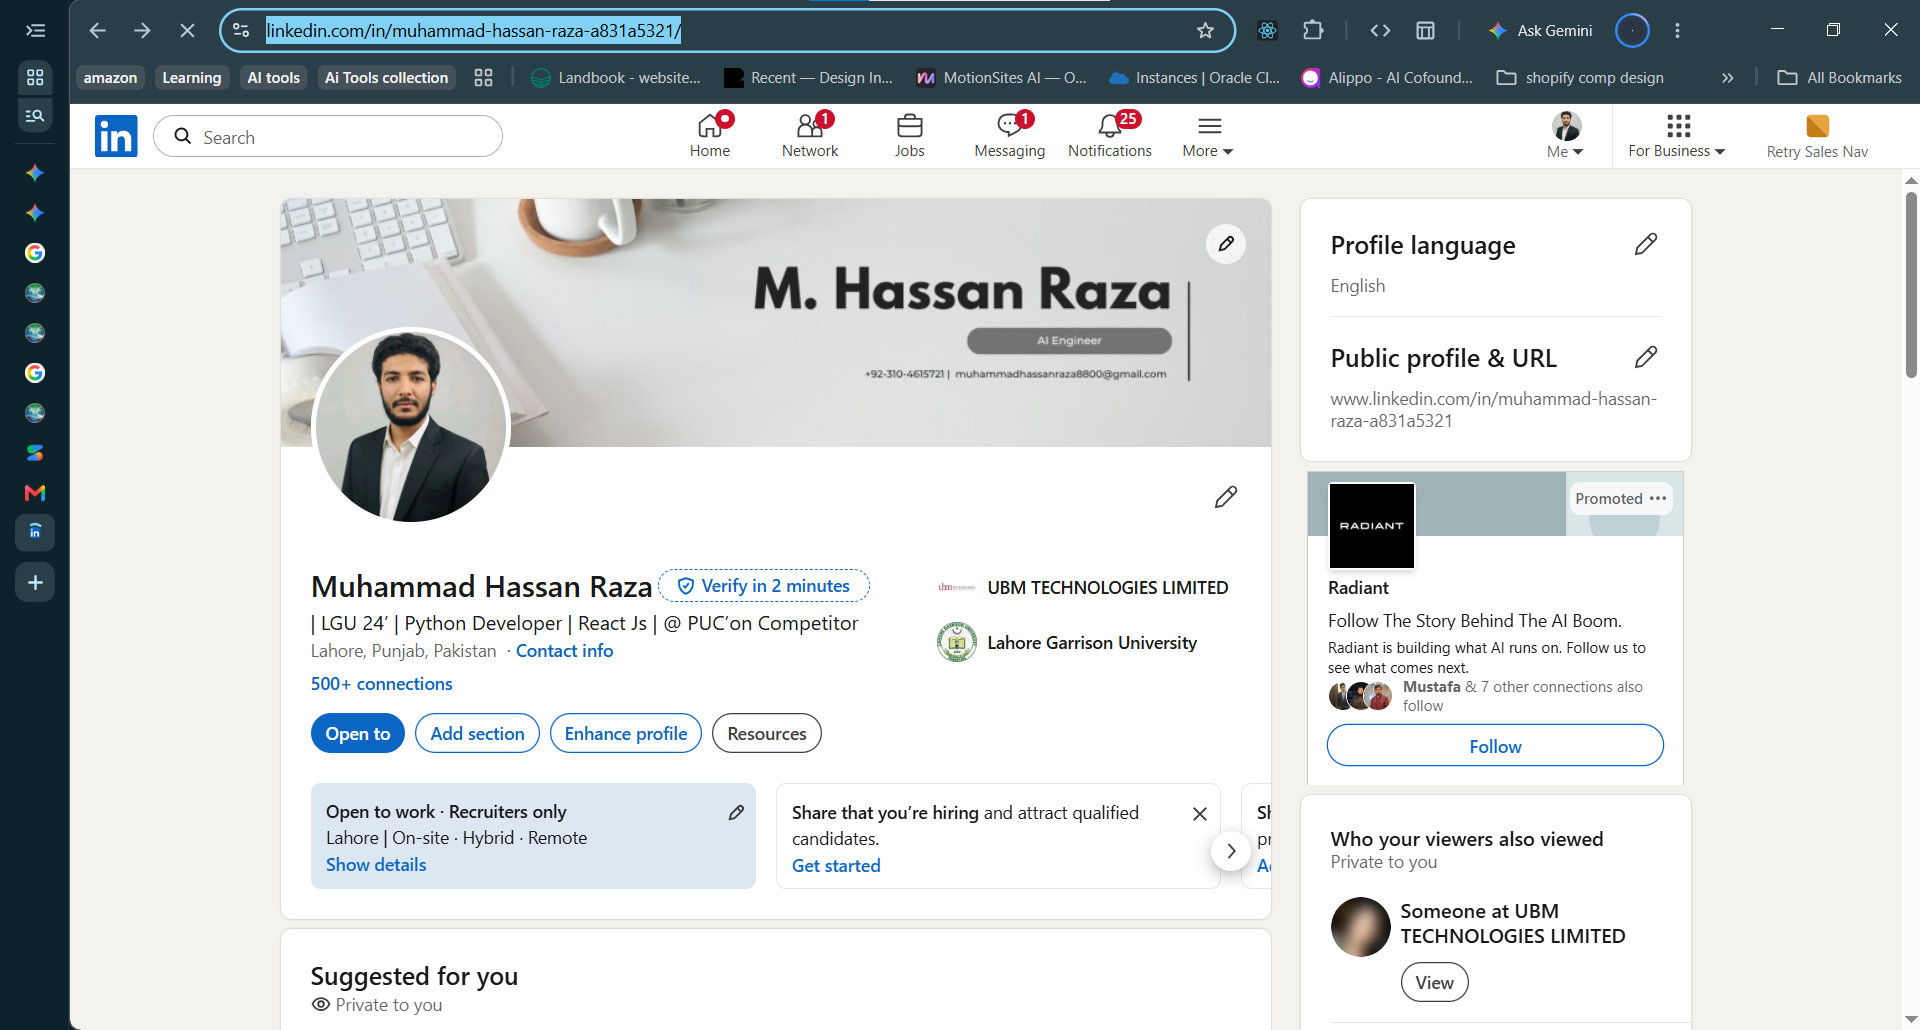 linkedin.com/in/muhammad-hassan-raza-a831a5321/
Ask Gemini
amazon
Learning
AI tools
Ai Tools collection
Landbook - website...
Recent — Design In...
MotionSites AI — O...
Instances | Oracle Cl...
Alippo - AI Cofound...
shopify comp design
All Bookmarks
in
Search
Home
1
Network
Jobs
1
Messaging
25
Notifications
More
Me
For Business
Retry Sales Nav
M. Hassan Raza
AI Engineer
+92-310-4615721 | muhammadhassanraza8800@gmail.com
Muhammad Hassan Raza
Verify in 2 minutes
| LGU 24’ | Python Developer | React Js | @ PUC’on Competitor
Lahore, Punjab, Pakistan · Contact info
500+ connections
UBM TECHNOLOGIES LIMITED
Lahore Garrison University
Open to
Add section
Enhance profile
Resources
Open to work · Recruiters only
Lahore | On-site · Hybrid · Remote
Show details
Share that you’re hiring and attract qualified
candidates.
Get started
Suggested for you
Private to you
Profile language
English
Public profile & URL
www.linkedin.com/in/muhammad-hassan-
raza-a831a5321
Promoted
RADIANT
Radiant
Follow The Story Behind The AI Boom.
Radiant is building what AI runs on. Follow us to
see what comes next.
Mustafa & 7 other connections also
follow
Follow
Who your viewers also viewed
Private to you
Someone at UBM
TECHNOLOGIES LIMITED
View